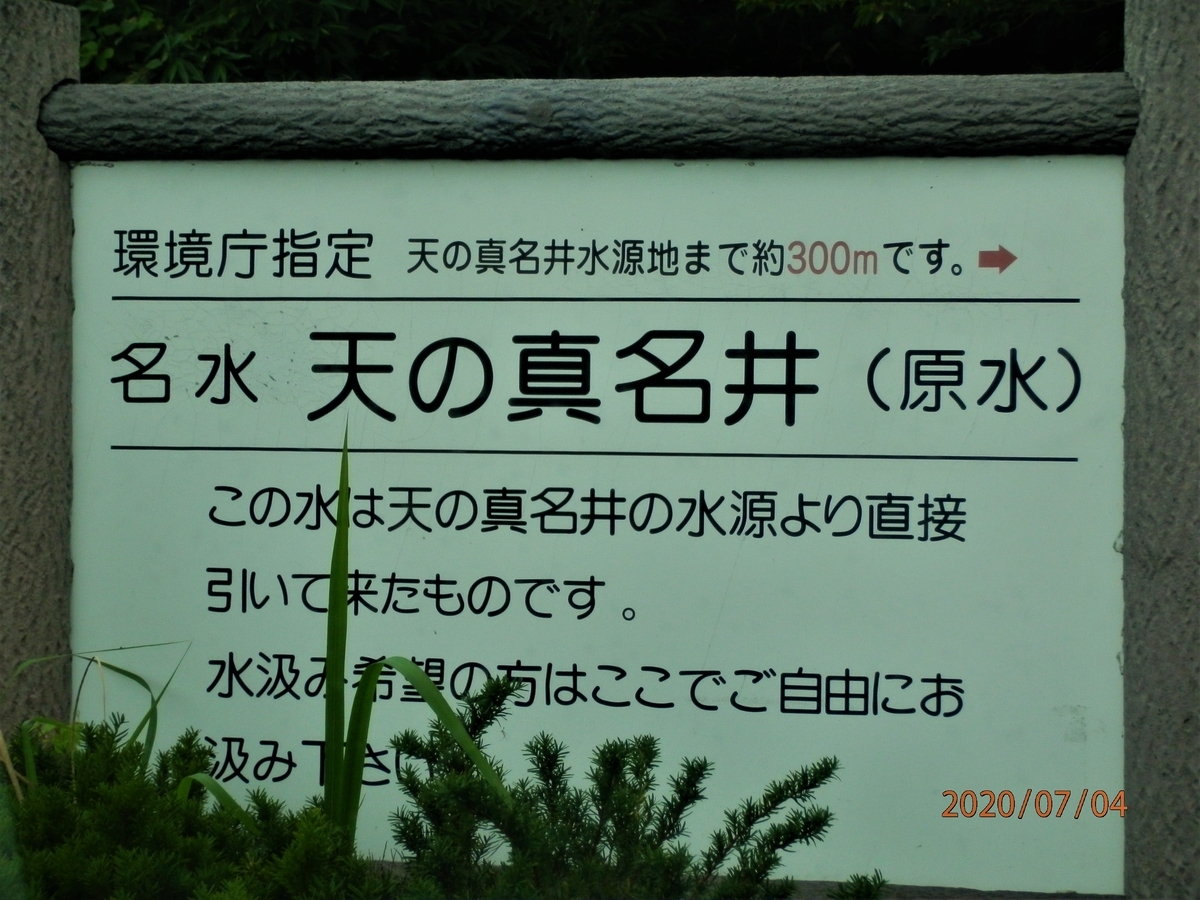 環境庁指定 天の真名井水源地まで約300mです。➡
名水 天の真名井 (原水)
この水は天の真名井の水源より直接
引いて来たものです。
水汲み希望の方はここでご自由にお
汲み下さい
2020/07/04